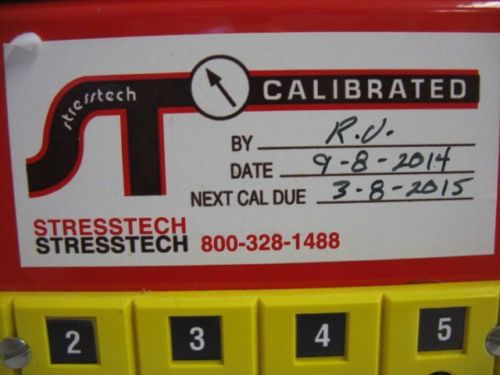 stresstech
CALIBRATED
BY R.V.
DATE 9-8-2014
NEXT CAL DUE 3-8-2015
STRESSTECH
STRESSTECH 800-328-1488
2 3 4 5